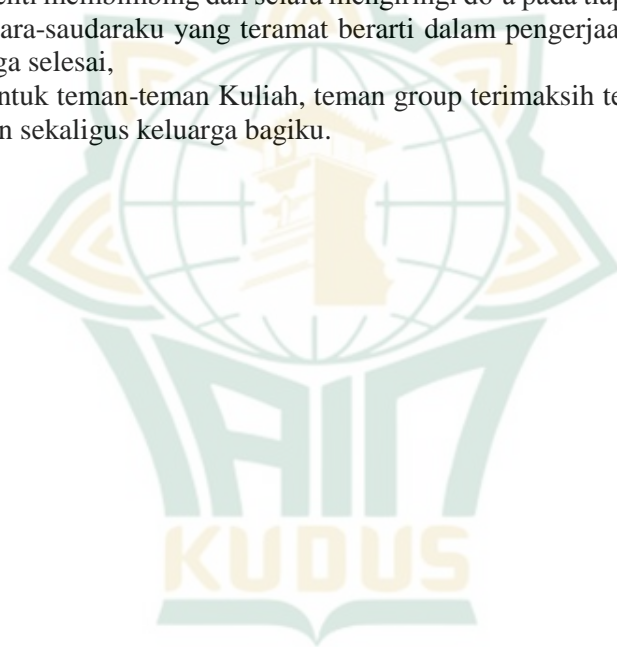 membimbing dan selalu mengiringi do'a pada tiap
ara-saudaraku yang teramat berarti dalam pengerjaa
ga selesai,
ntuk teman-teman Kuliah, teman group terimaksih te
n sekaligus keluarga bagiku.
IAIN
KUDUS